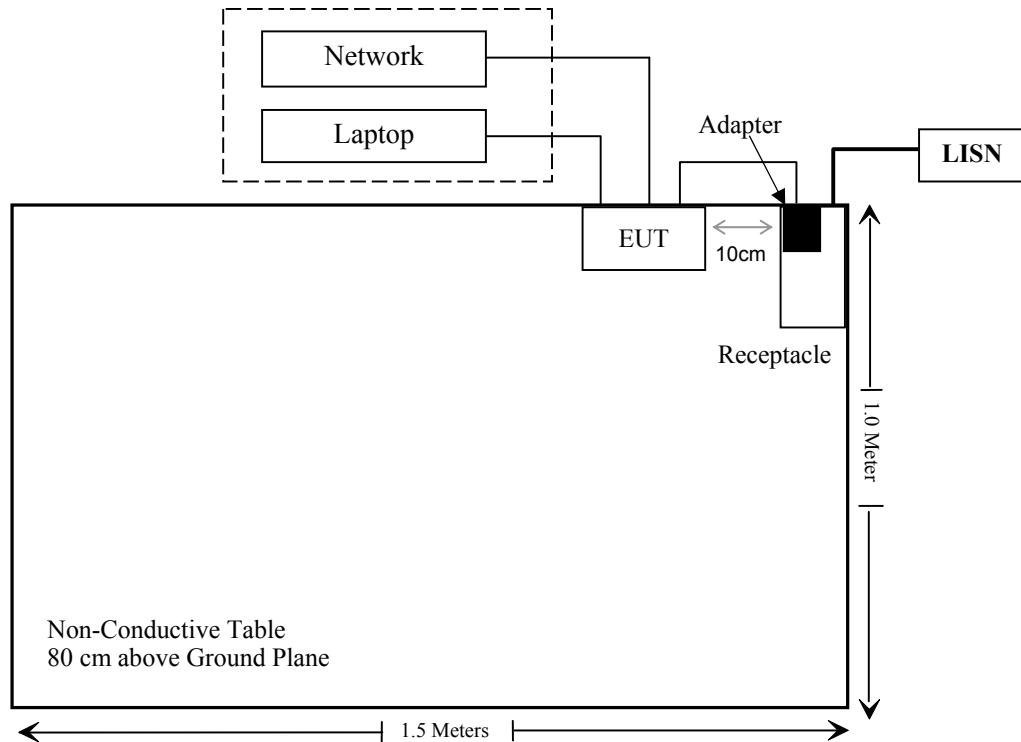 Network
Laptop
Adapter
LISN
EUT
10cm
Receptacle
1.0 Meter
Non-Conductive Table
80 cm above Ground Plane
1.5 Meters